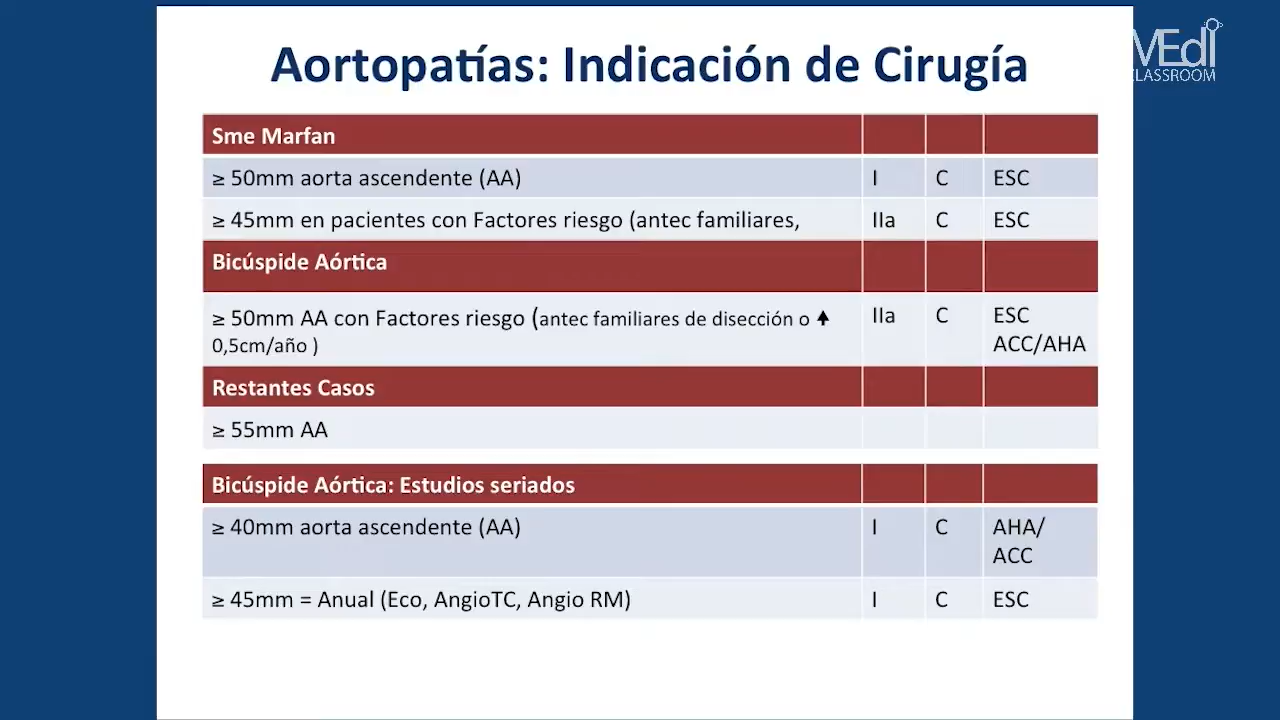 Aortopatías: Indicación de Cirugía
Sme Marfan
≥ 50mm aorta ascendente (AA) I C ESC
≥ 45mm en pacientes con Factores riesgo (antec familiares, IIa C ESC
Bicúspide Aórtica
≥ 50mm AA con Factores riesgo (antec familiares de disección o ↑ IIa C ESC
0,5cm/año ) ACC/AHA
Restantes Casos
≥ 55mm AA
Bicúspide Aórtica: Estudios seriados
≥ 40mm aorta ascendente (AA) I C AHA/
ACC
≥ 45mm = Anual (Eco, AngioTC, Angio RM) I C ESC
MEdI
CLASSROOM